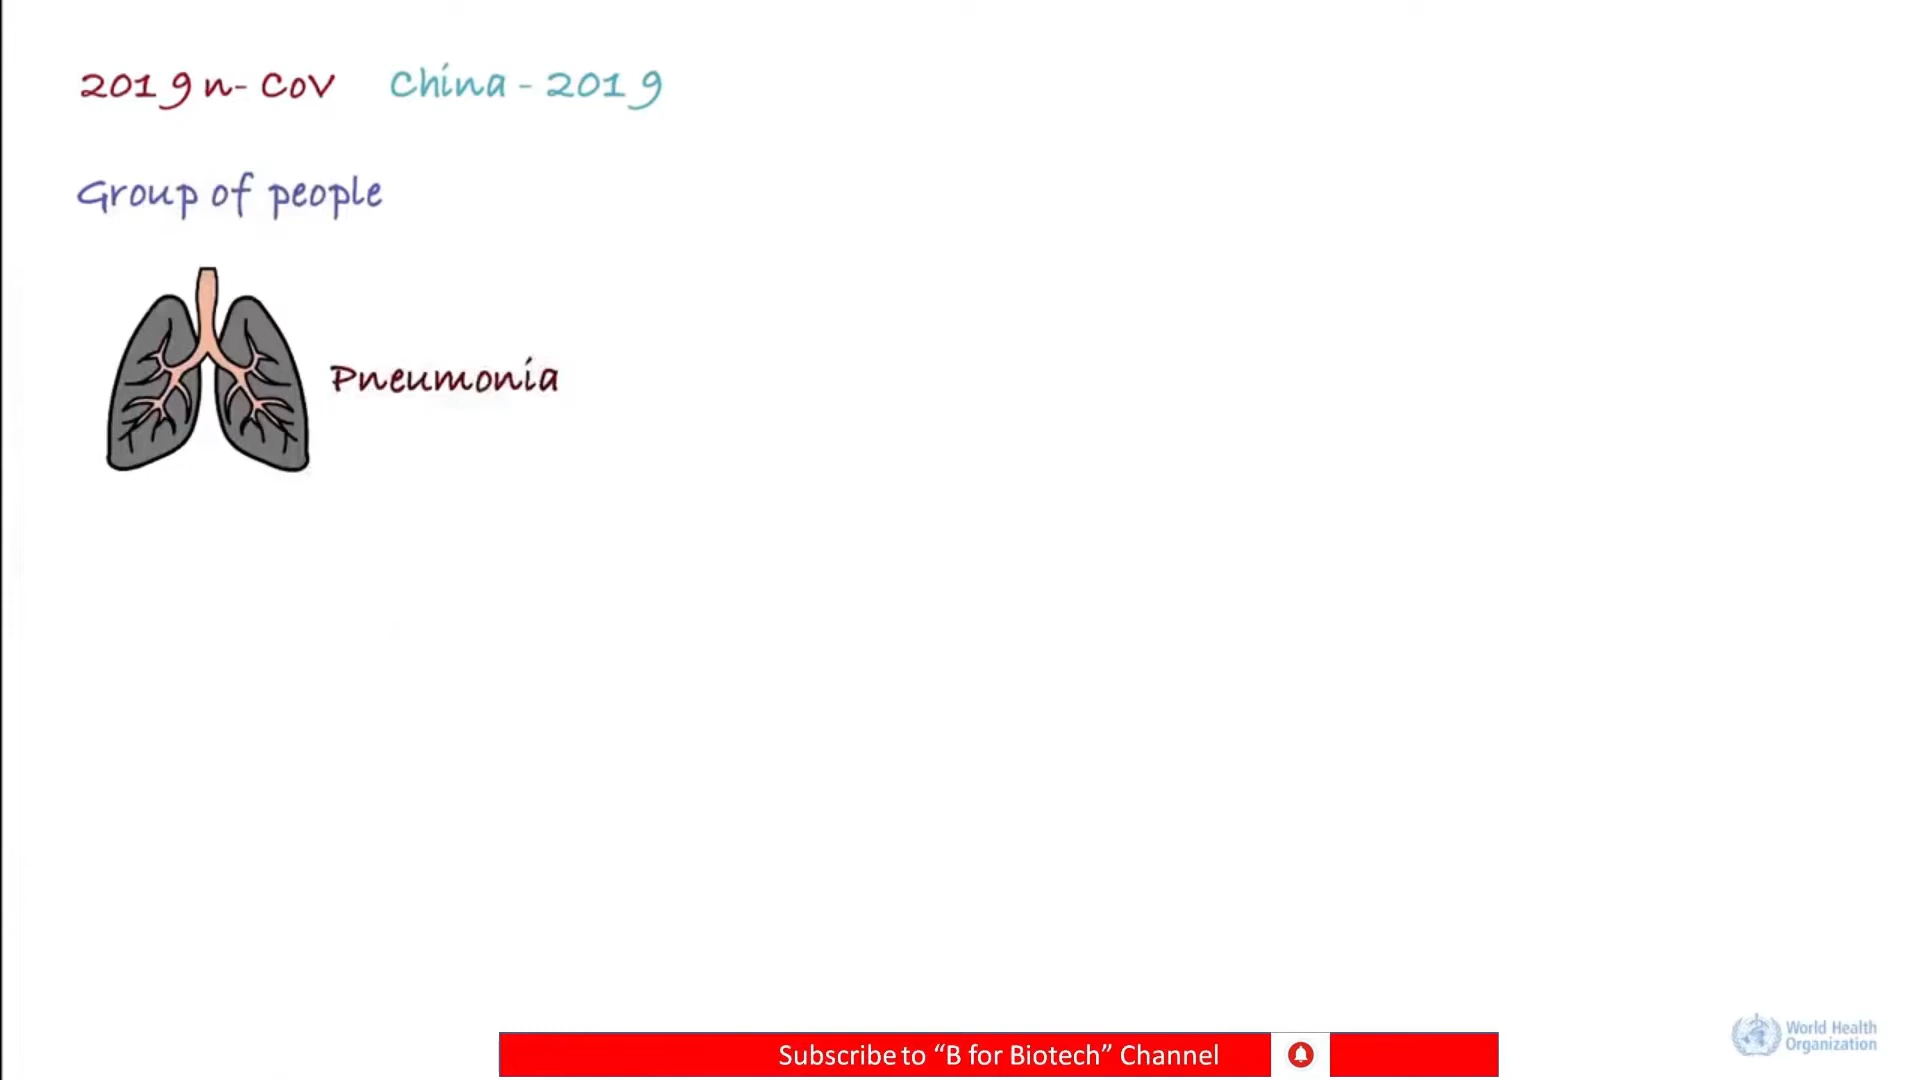 2019 n- CoV China - 2019
Group of people
Pneumonia
Subscribe to “B for Biotech” Channel
World Health
Organization